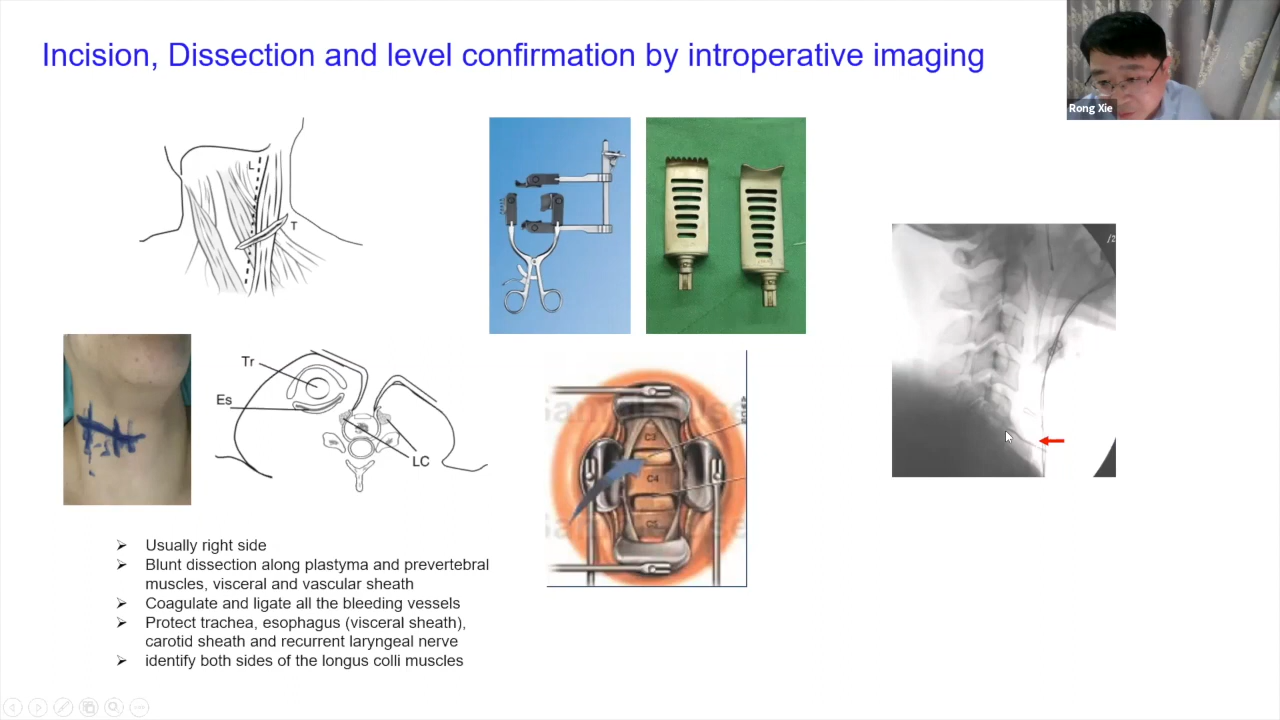 Incision, Dissection and level confirmation by introperative imaging
Rong Xie
L
T
/2
Tr
Es
LC
C3
C4
C5
Usually right side
Blunt dissection along plastyma and prevertebral
muscles, visceral and vascular sheath
Coagulate and ligate all the bleeding vessels
Protect trachea, esophagus (visceral sheath),
carotid sheath and recurrent laryngeal nerve
identify both sides of the longus colli muscles